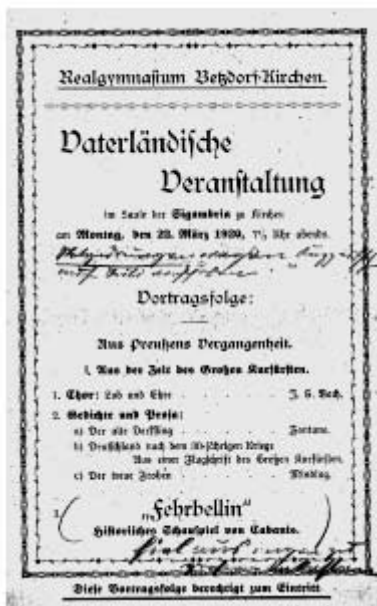 Realgymnasium Betzdorf-Kirchen.
Vaterländische
Veranstaltung
im Saale der Sigambria zu Kirchen
am Montag, den 22. März 1920, 7½ Uhr abends.
Vortragsfolge:
Aus Preußens Vergangenheit.
I. Aus der Zeit des Großen Kurfürsten.
1. Chor: Lob und Ehre J. S. Bach.
2. Gedichte und Prosa:
a) Der alte Derffling Fontane.
b) Deutschland nach dem 30-jährigen Kriege
Aus einer Flugschrift des Großen Kurfürsten.
c) Der neue Froben Minding.
3. „Fehrbellin“
Historisches Schauspiel von
Diese Vortragsfolge berechtigt zum Eintritt